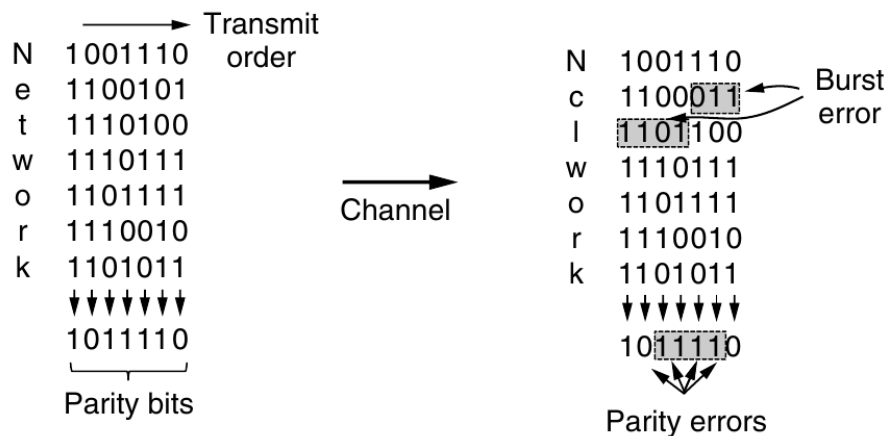 Transmit
order
N 1001110
e 1100101
t 1110100
w 1110111
o 1101111
r 1110010
k 1101011
1011110
Parity bits
Channel
N 1001110
c 1100011
l 1101100
w 1110111
o 1101111
r 1110010
k 1101011
1011110
Parity errors
Burst
error